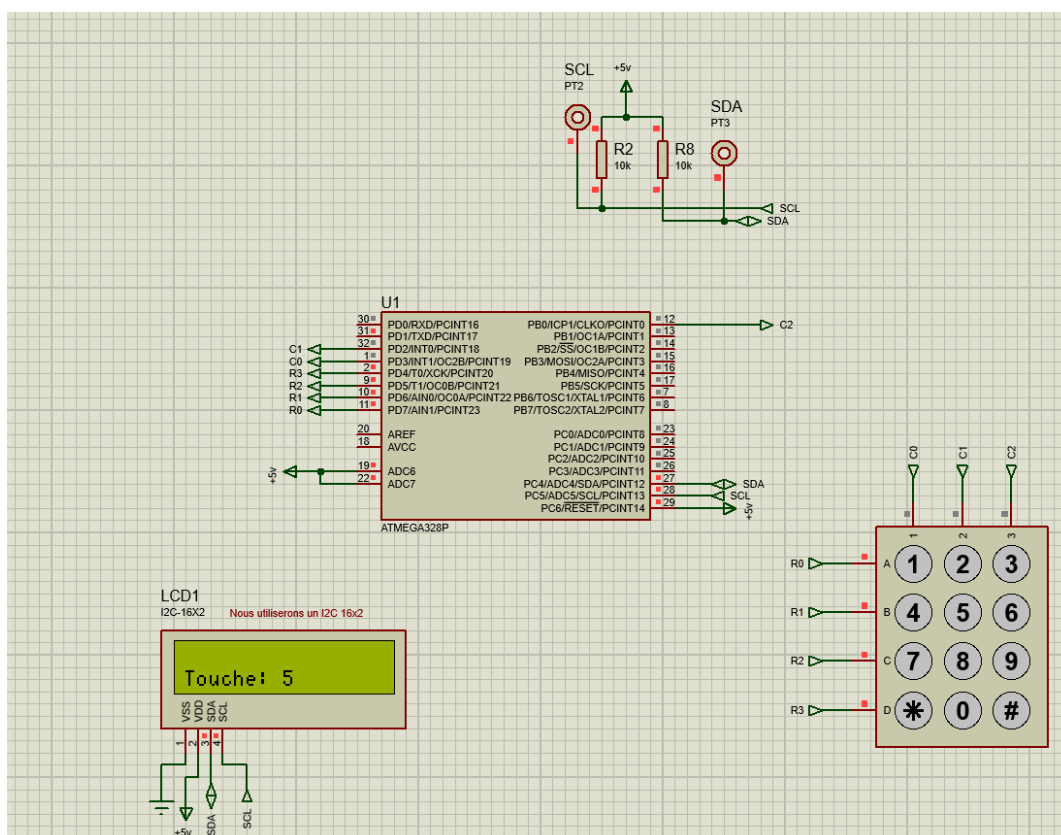 SCL
PT2
+5v
SDA
PT3
R2
10k
R8
10k
SCL
SDA
U1
30 PD0/RXD/PCINT16 PB0/ICP1/CLKO/PCINT0 12 C2
31 PD1/TXD/PCINT17 PB1/OC1A/PCINT1 13
C1 32 PD2/INT0/PCINT18 PB2/SS/OC1B/PCINT2 14
C0 1 PD3/INT1/OC2B/PCINT19 PB3/MOSI/OC2A/PCINT3 15
R3 2 PD4/T0/XCK/PCINT20 PB4/MISO/PCINT4 16
R2 9 PD5/T1/OC0B/PCINT21 PB5/SCK/PCINT5 17
R1 10 PD6/AIN0/OC0A/PCINT22 PB6/TOSC1/XTAL1/PCINT6 7
R0 11 PD7/AIN1/PCINT23 PB7/TOSC2/XTAL2/PCINT7 8
20 AREF PC0/ADC0/PCINT8 23
18 AVCC PC1/ADC1/PCINT9 24
PC2/ADC2/PCINT10 25
+5v 19 ADC6 PC3/ADC3/PCINT11 26
22 ADC7 PC4/ADC4/SDA/PCINT12 27 SDA
PC5/ADC5/SCL/PCINT13 28 SCL
PC6/RESET/PCINT14 29 +5v
ATMEGA328P
C0 C1 C2
1 2 3
R0 A 1 2 3
R1 B 4 5 6
R2 C 7 8 9
R3 D * 0 #
LCD1
I2C-16X2 Nous utiliserons un I2C 16x2
Touche: 5
VSS VDD SDA SCL
1 2 3 4
+5v SDA SCL